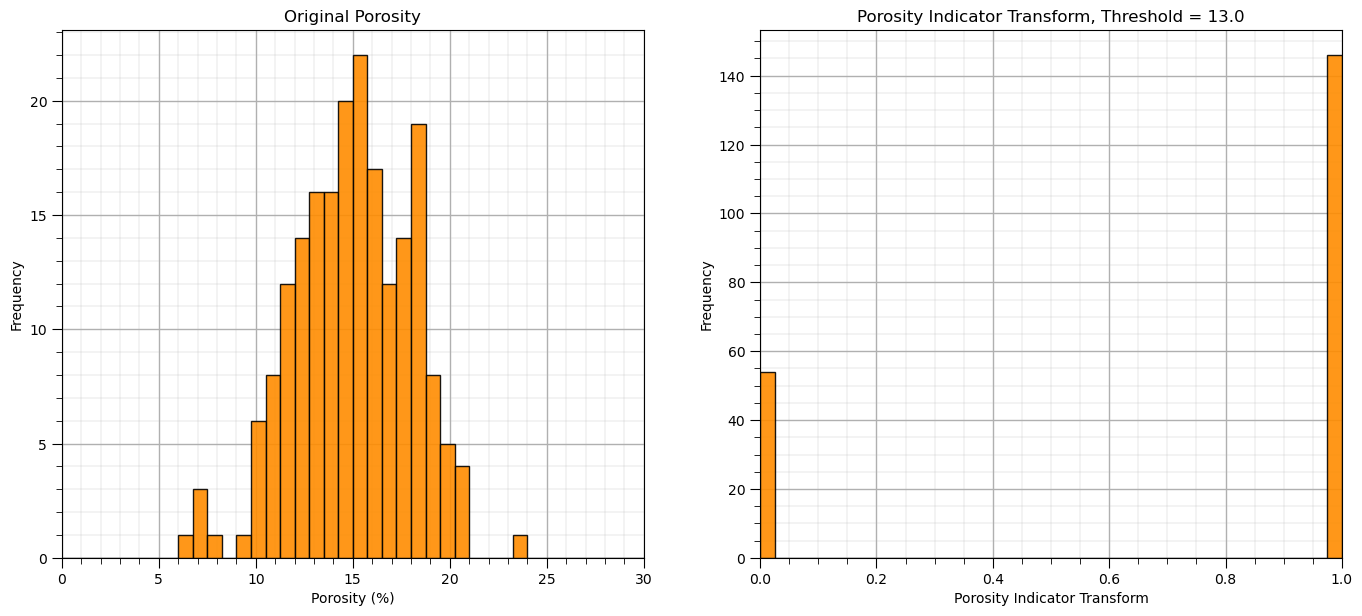 Original Porosity
Frequency
20
15
10
5
0
0 5 10 15 20 25 30
Porosity (%)
Porosity Indicator Transform, Threshold = 13.0
Frequency
140
120
100
80
60
40
20
0
0.0 0.2 0.4 0.6 0.8 1.0
Porosity Indicator Transform